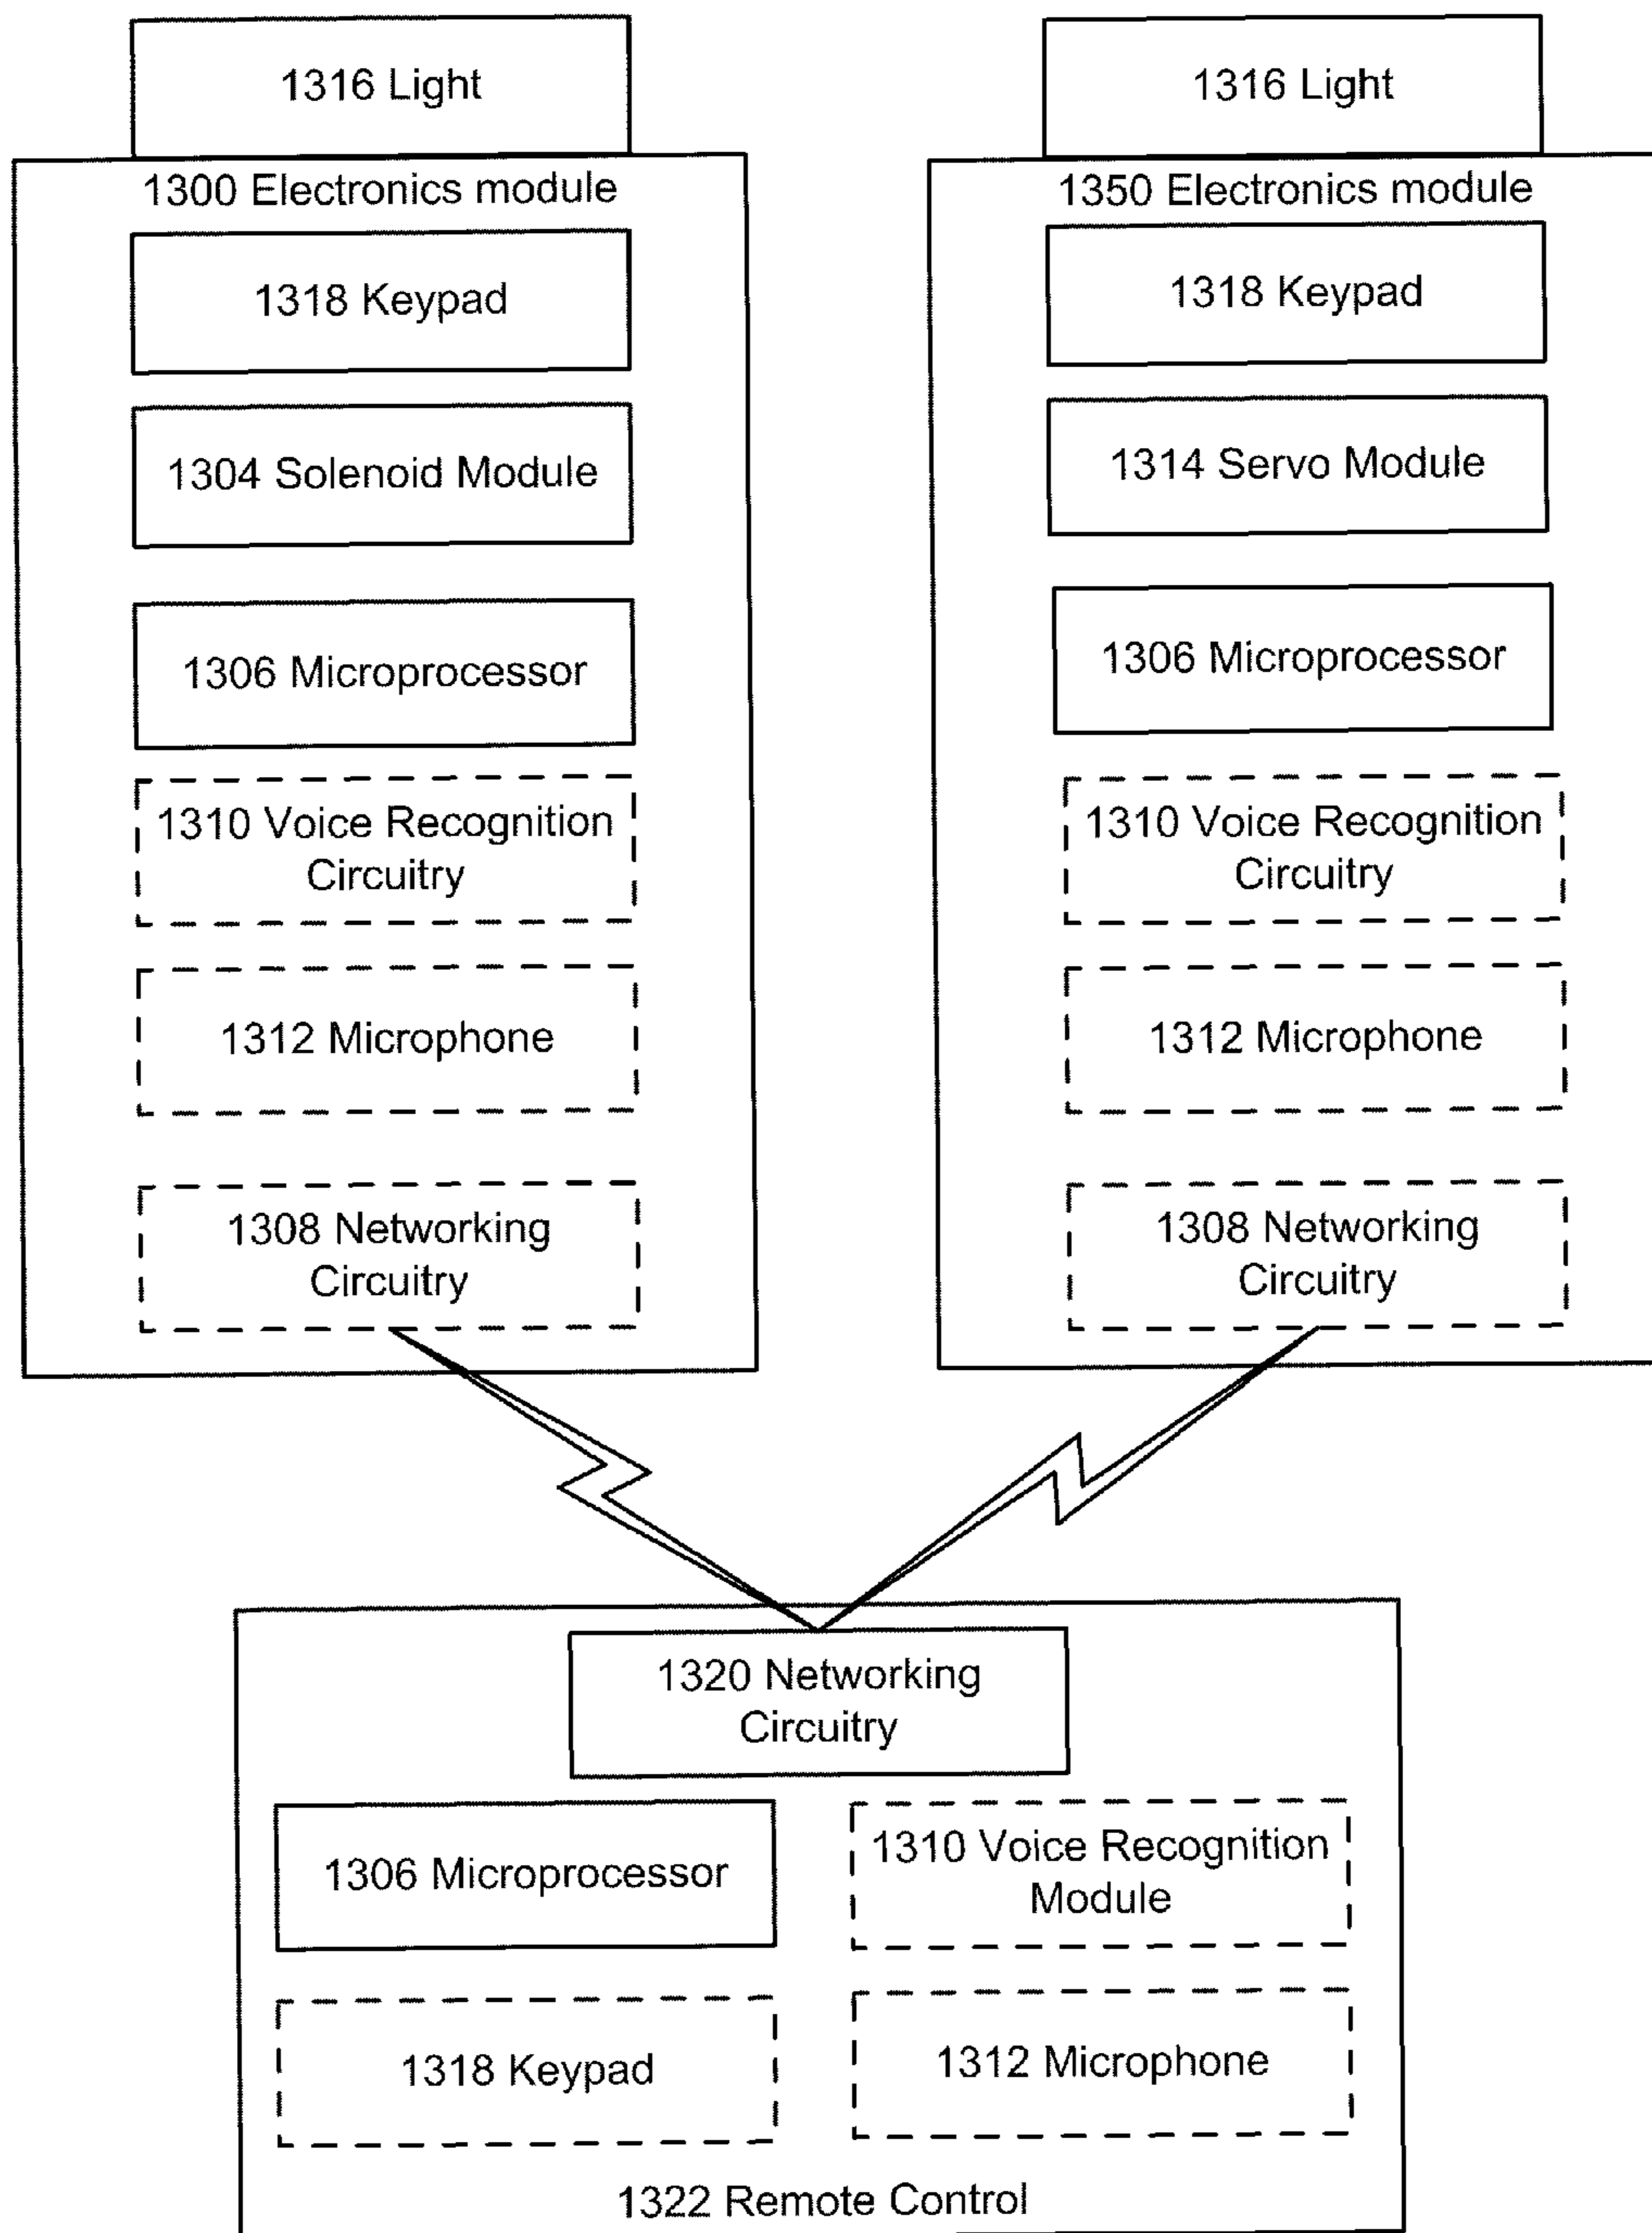 1316 Light
1300 Electronics module
1318 Keypad
1304 Solenoid Module
1306 Microprocessor
1310 Voice Recognition
Circuitry
1312 Microphone
1308 Networking
Circuitry
1316 Light
1350 Electronics module
1318 Keypad
1314 Servo Module
1306 Microprocessor
1310 Voice Recognition
Circuitry
1312 Microphone
1308 Networking
Circuitry
1320 Networking
Circuitry
1306 Microprocessor
1310 Voice Recognition
Module
1318 Keypad
1312 Microphone
1322 Remote Control